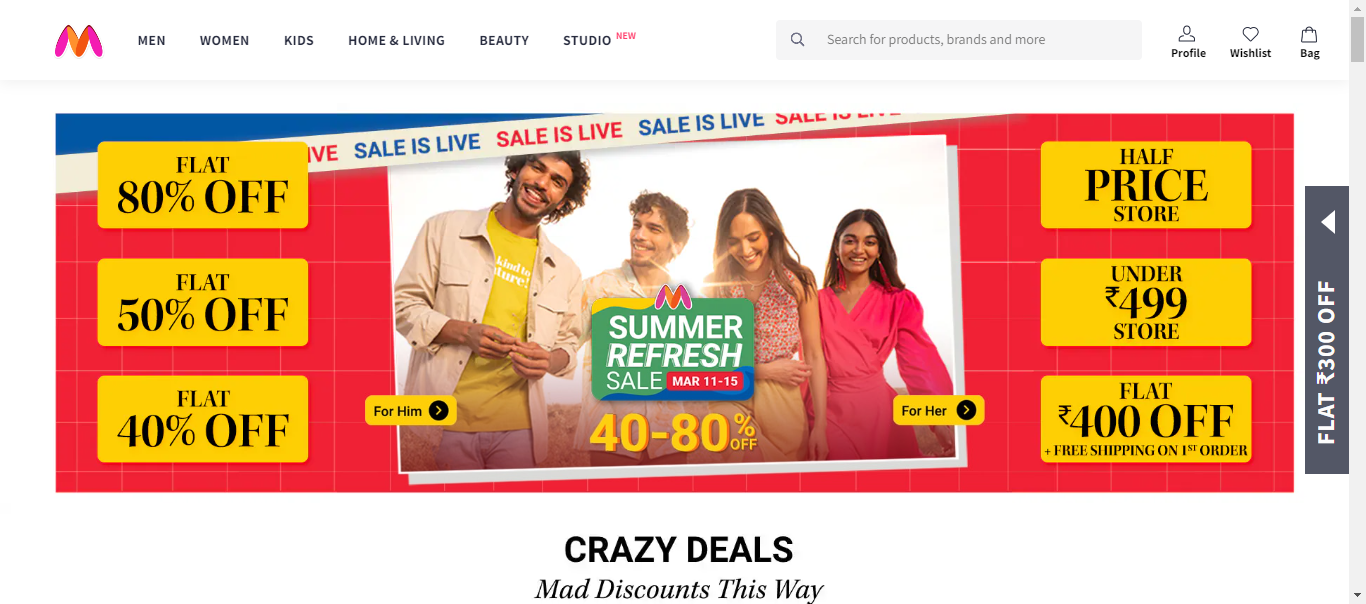 MEN
WOMEN
KIDS
HOME & LIVING
BEAUTY
STUDIO NEW
Search for products, brands and more
Profile
Wishlist
Bag
SALE IS LIVE SALE IS LIVE SALE IS LIVE SALE IS LIVE
FLAT
80% OFF
FLAT
50% OFF
FLAT
40% OFF
kind to
SUMMER
REFRESH
SALE MAR 11-15
40-80% OFF
For Him
For Her
HALF
PRICE
STORE
UNDER
₹499
STORE
FLAT
₹400 OFF
+ FREE SHIPPING ON 1ST ORDER
FLAT ₹300 OFF
CRAZY DEALS
Mad Discounts This Way